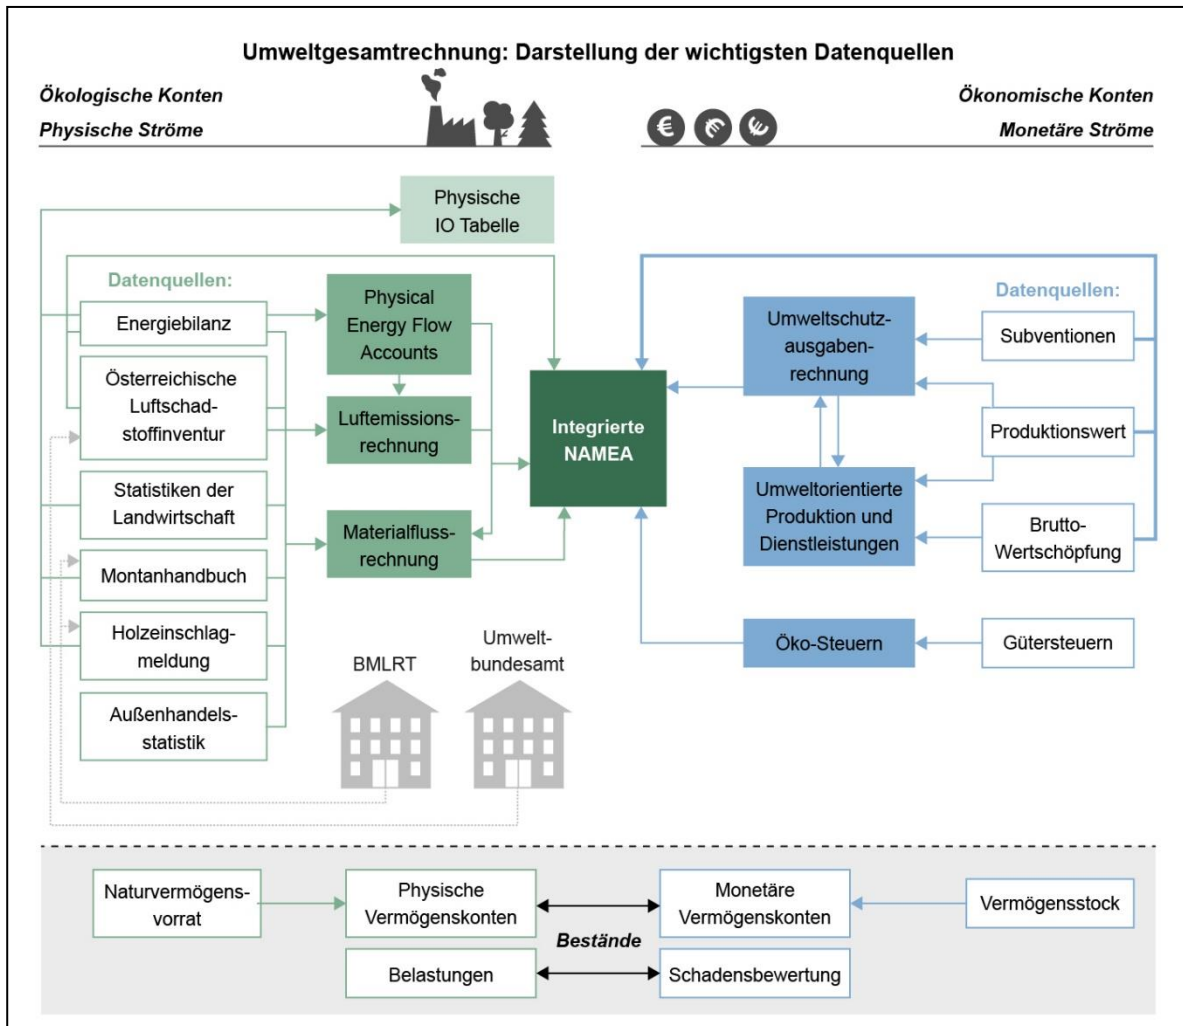 Umweltgesamtrechnung: Darstellung der wichtigsten Datenquellen
Ökologische Konten
Physische Ströme
Ökonomische Konten
Monetäre Ströme
Physische
IO Tabelle
Datenquellen:
Energiebilanz
Österreichische
Luftschad-
stoffinventur
Statistiken der
Landwirtschaft
Montanhandbuch
Holzeinschlag-
meldung
Außenhandels-
statistik
Physical
Energy Flow
Accounts
Luftemissions-
rechnung
Materialfluss-
rechnung
BMLRT
Umwelt-
bundesamt
Integrierte
NAMEA
Umweltschutz-
ausgaben-
rechnung
Umweltorientierte
Produktion und
Dienstleistungen
Öko-Steuern
Datenquellen:
Subventionen
Produktionswert
Brutto-
Wertschöpfung
Gütersteuern
Naturvermögens-
vorrat
Physische
Vermögenskonten
Monetäre
Vermögenskonten
Vermögensstock
Bestände
Belastungen
Schadensbewertung